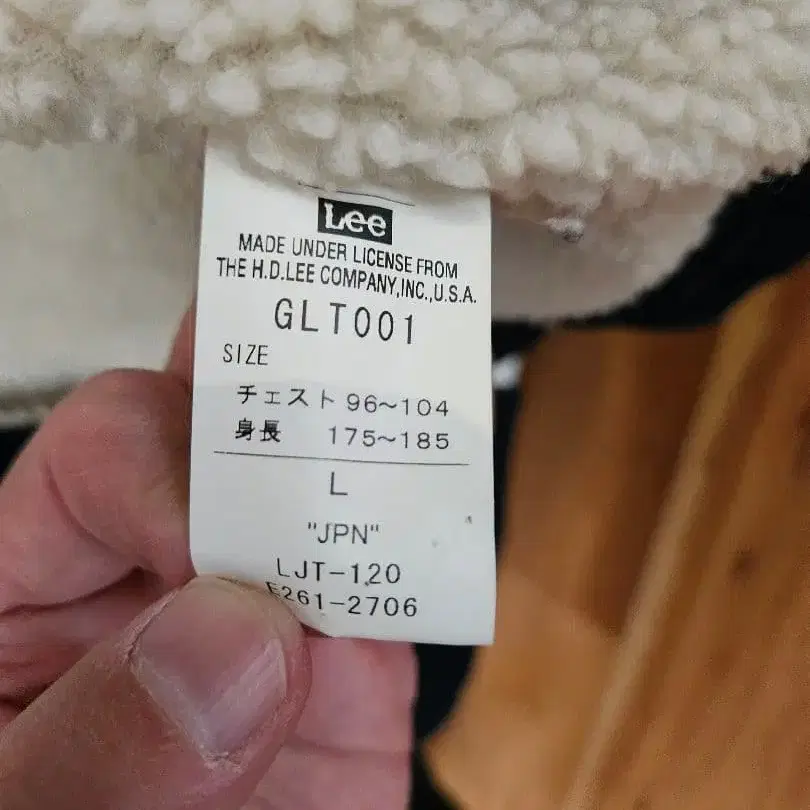 Lee
MADE UNDER LICENSE FROM
THE H.D.LEE COMPANY,INC.,U.S.A.
GLT001
SIZE
チェスト 96~104
身長 175~185
L
"JPN"
LJT-120
E261-2706